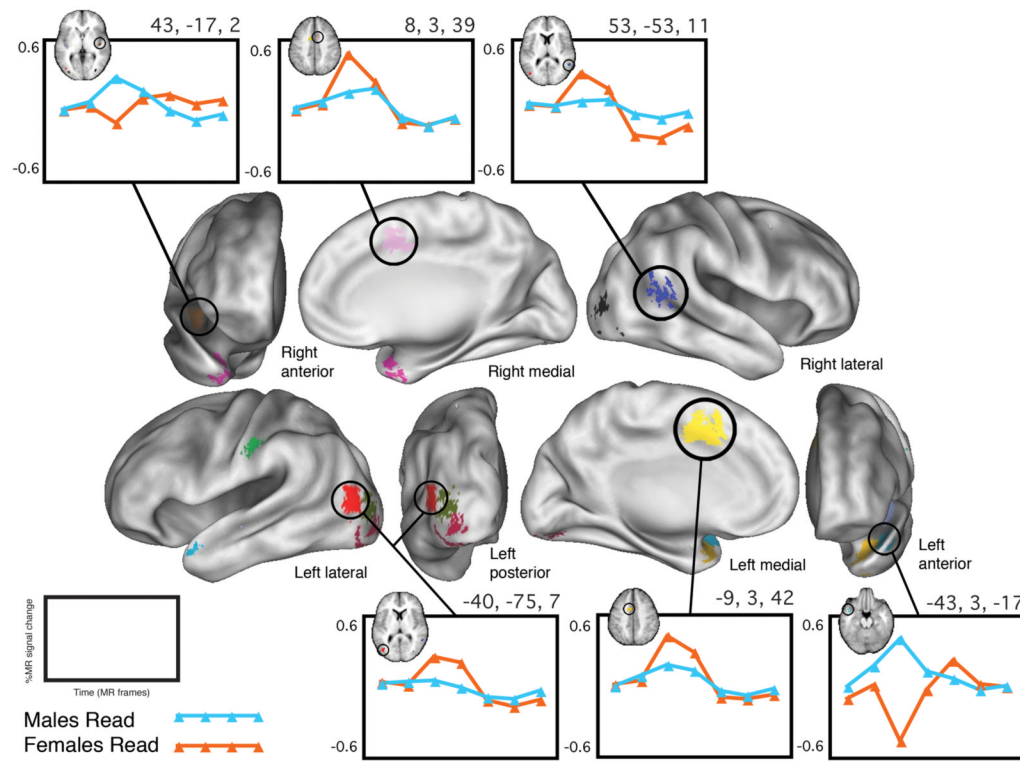 43, -17, 2
8, 3, 39
53, -53, 11
0.6
-0.6
0.6
-0.6
0.6
-0.6
Right
anterior
Right medial
Right lateral
Left lateral
Left
posterior
Left medial
Left
anterior
-40, -75, 7
-9, 3, 42
-43, 3, -17
0.6
-0.6
0.6
-0.6
0.6
-0.6
%MR signal change
Time (MR frames)
Males Read
Females Read